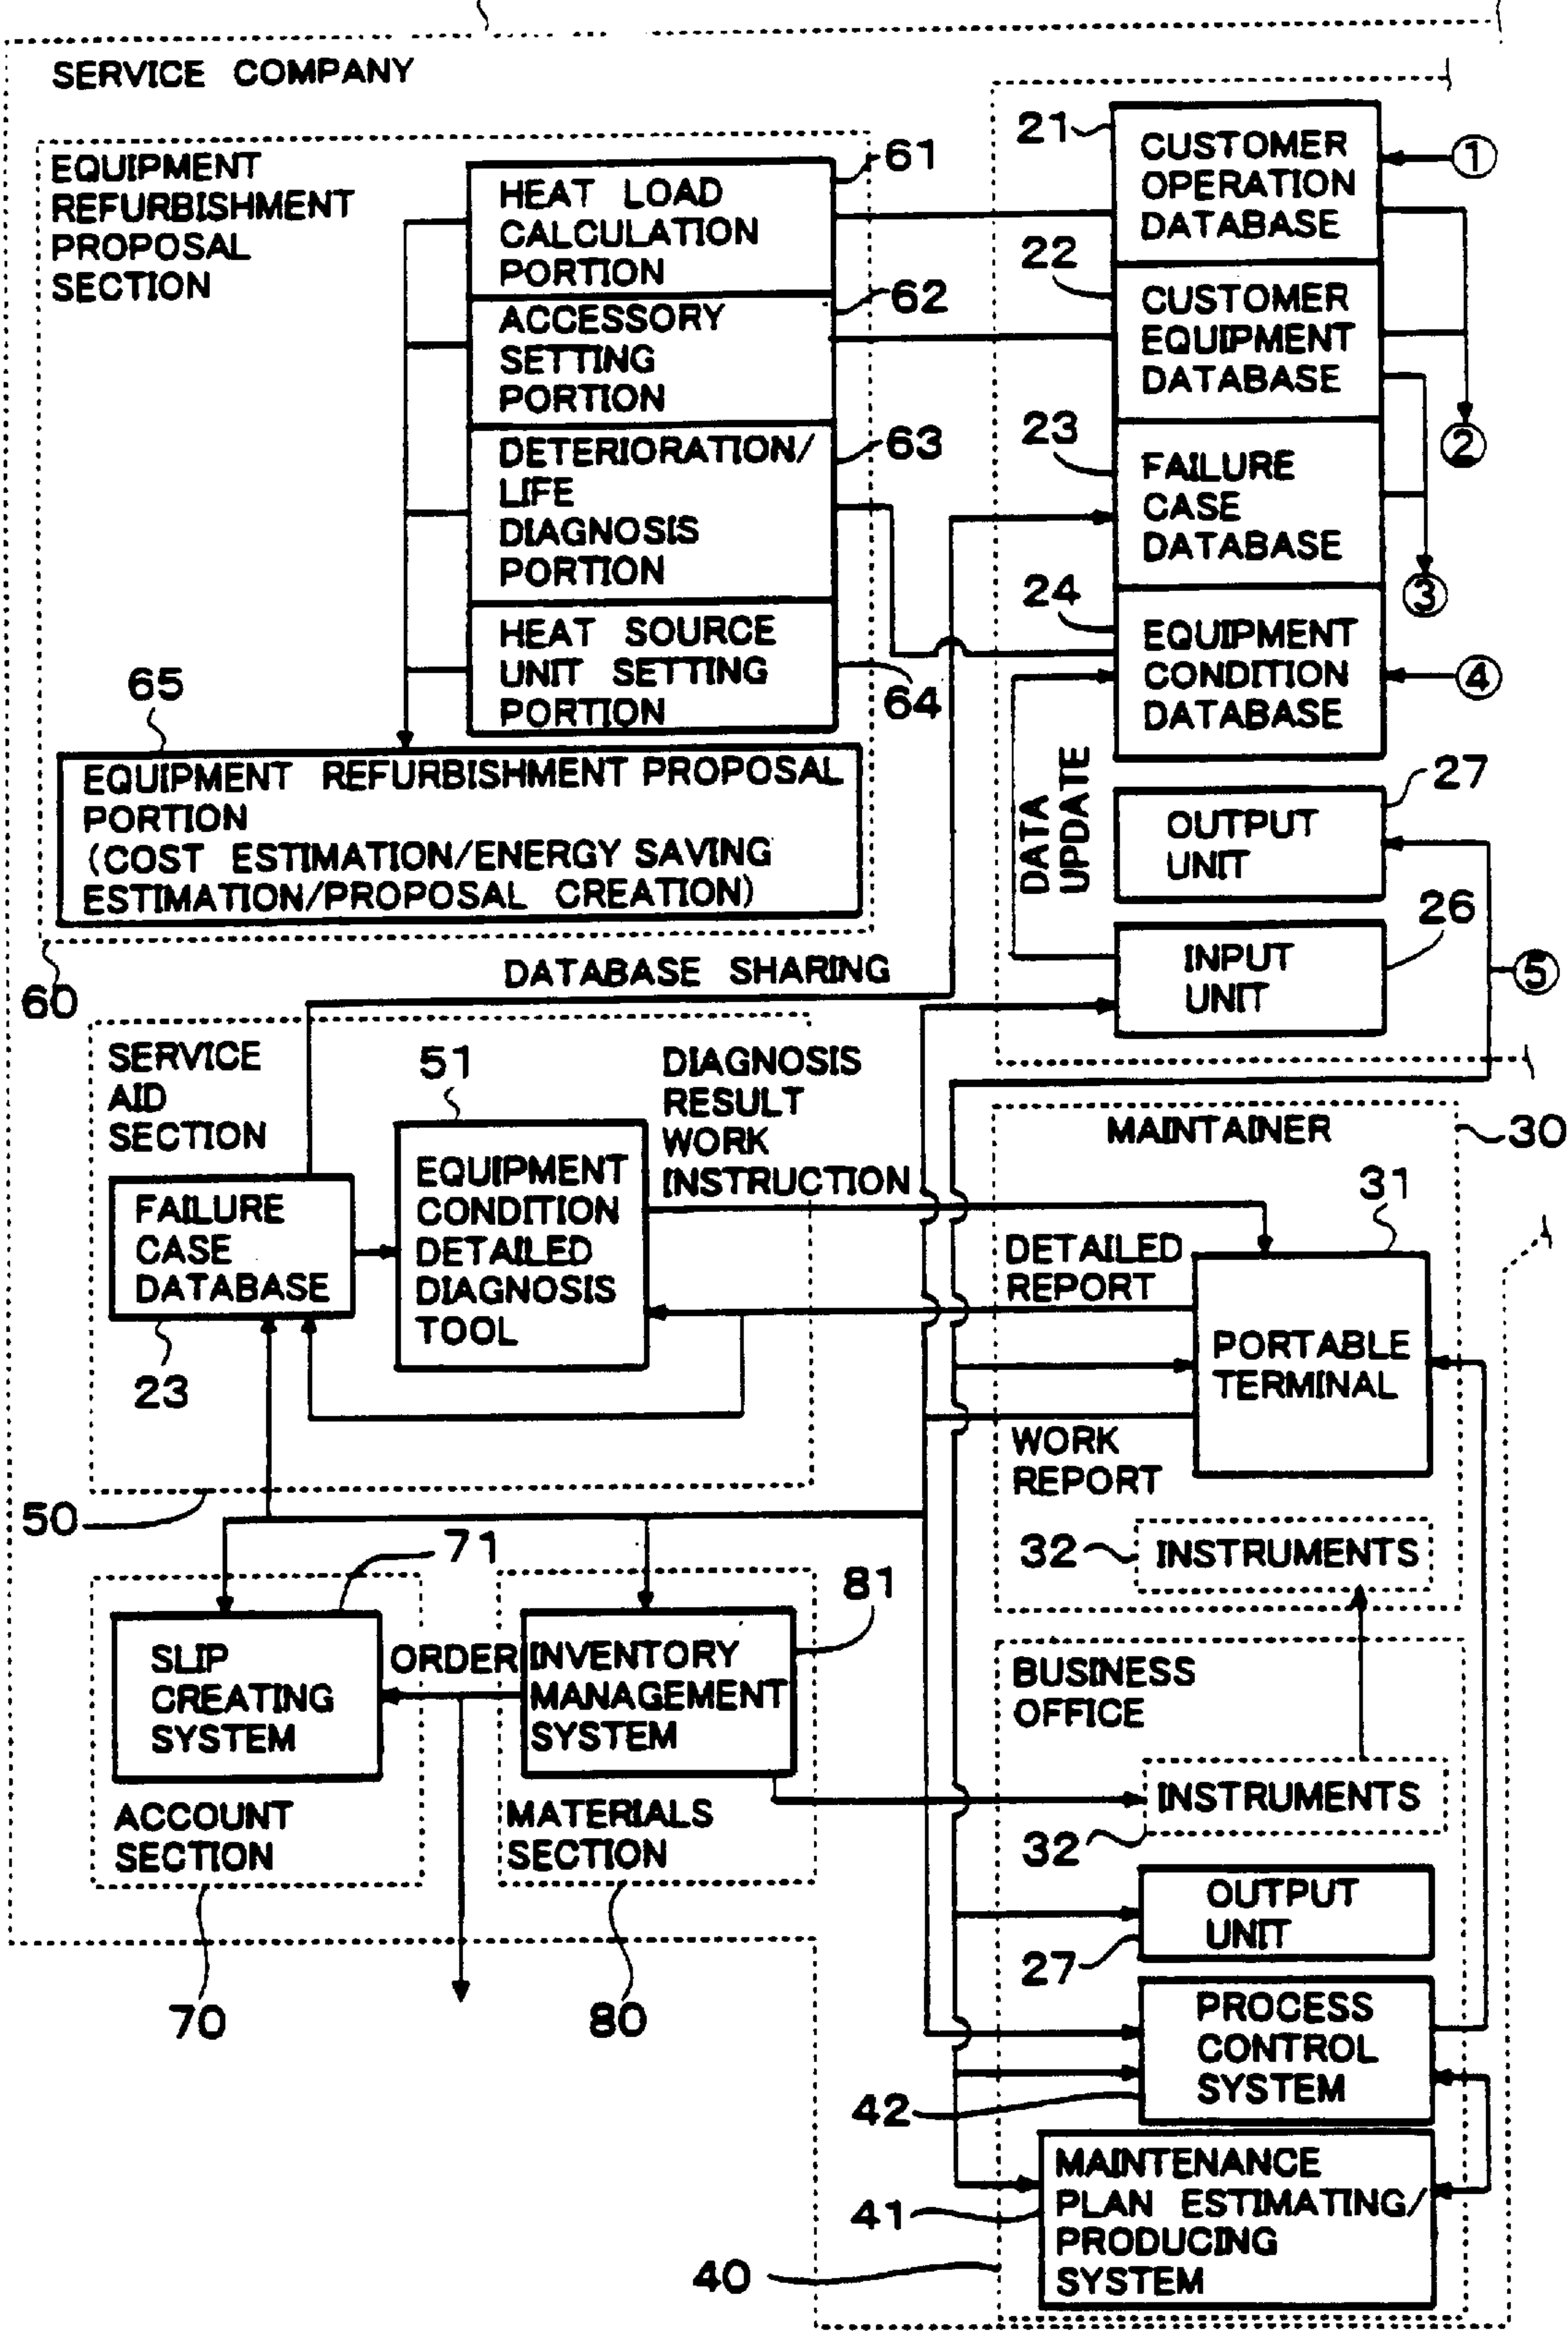 SERVICE COMPANY
EQUIPMENT
REFURBISHMENT
PROPOSAL
SECTION
61
HEAT LOAD
CALCULATION
PORTION
62
ACCESSORY
SETTING
PORTION
63
DETERIORATION/
LIFE
DIAGNOSIS
PORTION
HEAT SOURCE
UNIT SETTING
PORTION
64
65
EQUIPMENT REFURBISHMENT PROPOSAL
PORTION
(COST ESTIMATION/ENERGY SAVING
ESTIMATION/PROPOSAL CREATION)
60
21
CUSTOMER
OPERATION
DATABASE
①
22
CUSTOMER
EQUIPMENT
DATABASE
②
23
FAILURE
CASE
DATABASE
③
24
EQUIPMENT
CONDITION
DATABASE
④
DATA
UPDATE
27
OUTPUT
UNIT
26
INPUT
UNIT
⑤
DATABASE SHARING
SERVICE
AID
SECTION
51
DIAGNOSIS
RESULT
WORK
INSTRUCTION
EQUIPMENT
CONDITION
DETAILED
DIAGNOSIS
TOOL
FAILURE
CASE
DATABASE
23
50
MAINTAINER
30
31
DETAILED
REPORT
PORTABLE
TERMINAL
WORK
REPORT
32
INSTRUMENTS
71
SLIP
CREATING
SYSTEM
ORDER
81
INVENTORY
MANAGEMENT
SYSTEM
ACCOUNT
SECTION
70
MATERIALS
SECTION
80
BUSINESS
OFFICE
INSTRUMENTS
32
OUTPUT
UNIT
27
PROCESS
CONTROL
SYSTEM
42
MAINTENANCE
PLAN ESTIMATING/
PRODUCING
SYSTEM
41
40